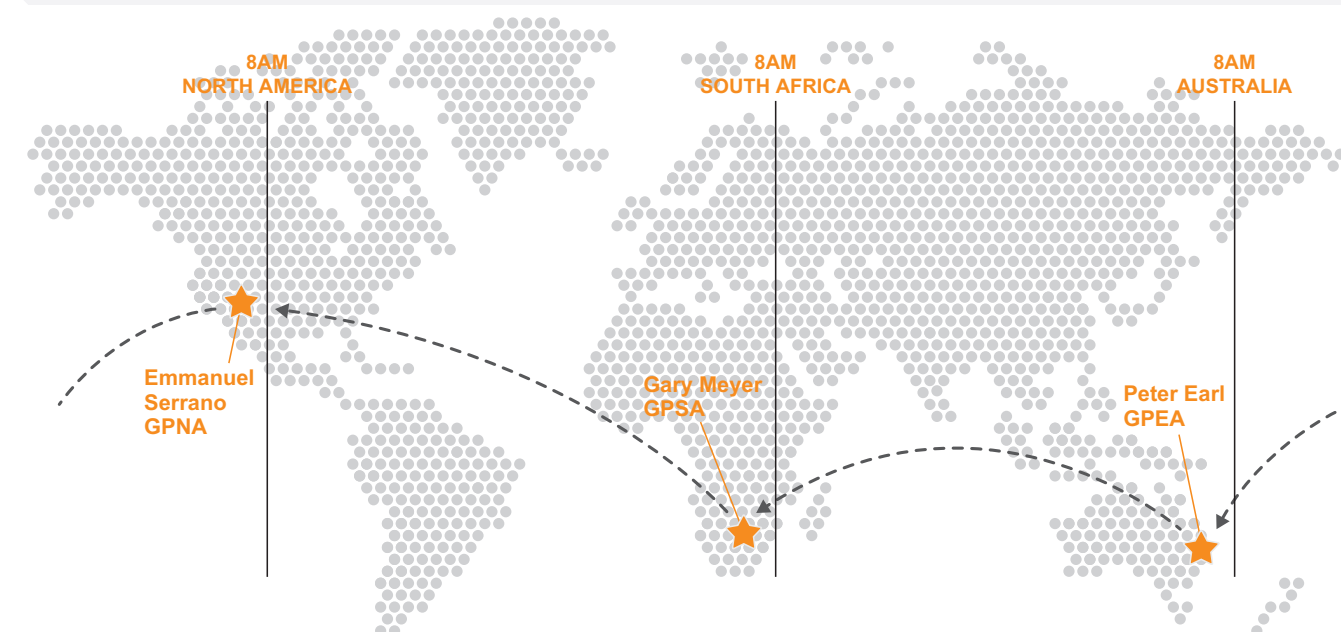 8AM
NORTH AMERICA
8AM
SOUTH AFRICA
8AM
AUSTRALIA
Emmanuel
Serrano
GPNA
Gary Meyer
GPSA
Peter Earl
GPEA